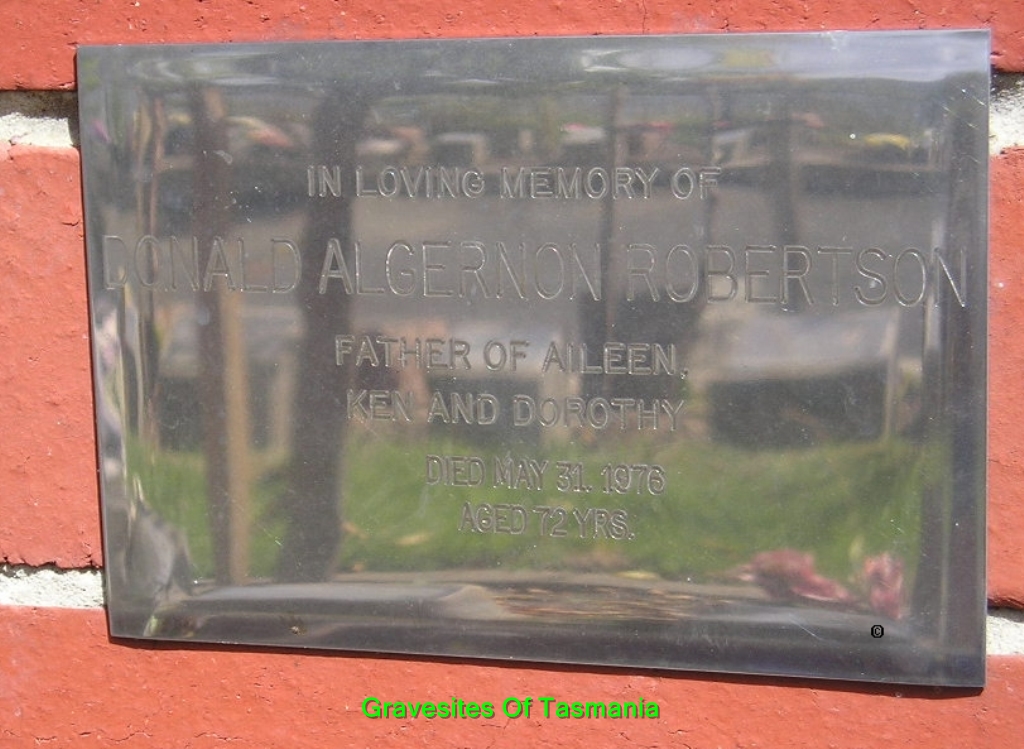 IN LOVING MEMORY OF
DONALD ALGERNON ROBERTSON
FATHER OF AILEEN,
KEN AND DOROTHY
DIED MAY 31. 1976
AGED 72 YRS.
©
Gravesites Of Tasmania